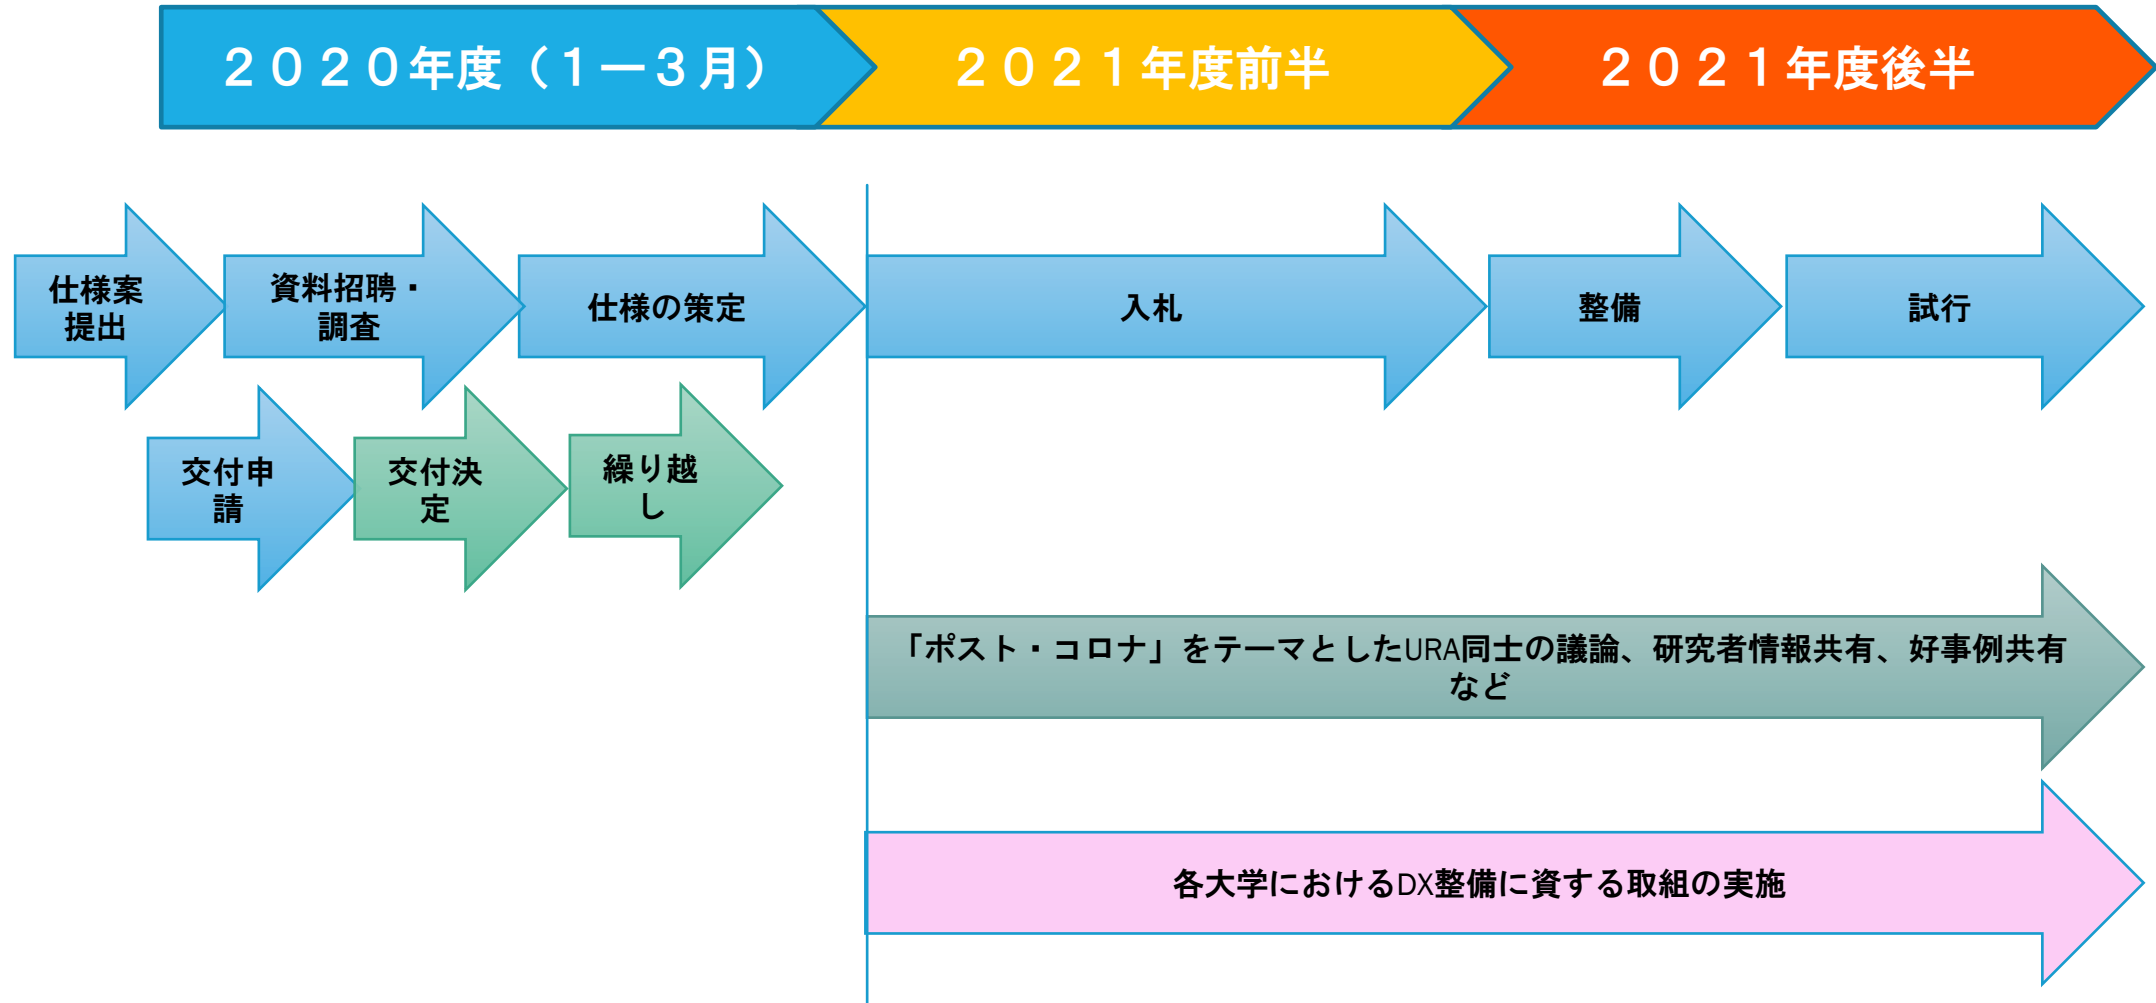 ２０２０年度（１ー３月）
２０２１年度前半
２０２１年度後半
仕様案
提出
資料招聘・
調査
仕様の策定
入札
整備
試行
交付申
請
交付決
定
繰り越
し
「ポスト・コロナ」をテーマとしたURA同士の議論、研究者情報共有、好事例共有
など
各大学におけるDX整備に資する取組の実施